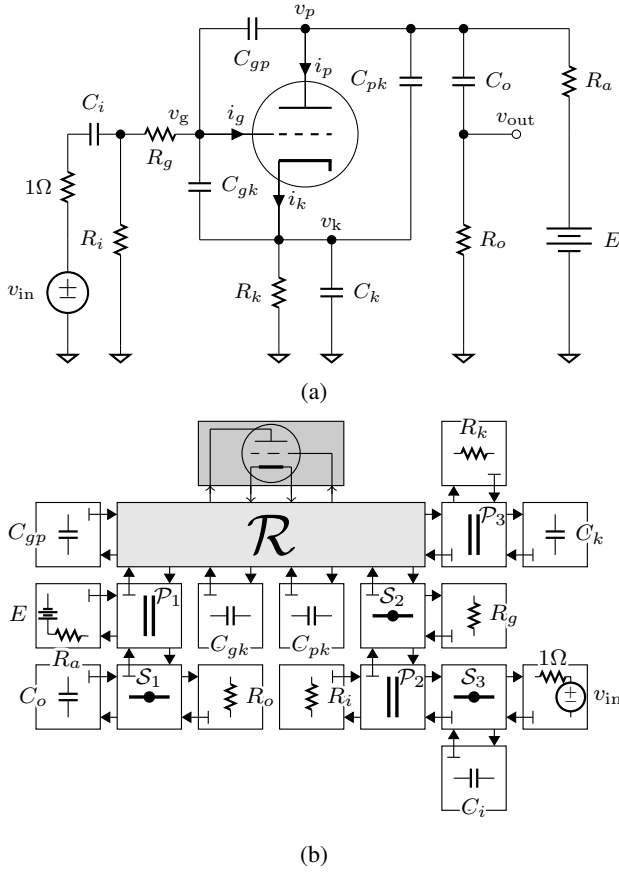 v_p
C_gp
i_p
C_pk
C_o
R_a
C_i
v_g
i_g
v_out
R_g
1Ω
C_gk
i_k
R_i
v_k
R_o
E
v_in
±
R_k
C_k
(a)
R_k
C_gp
R
P_3
C_k
E
P_1
S_2
R_g
C_gk
C_pk
R_a
S_1
P_2
S_3
1Ω
C_o
R_o
R_i
±
v_in
C_i
(b)